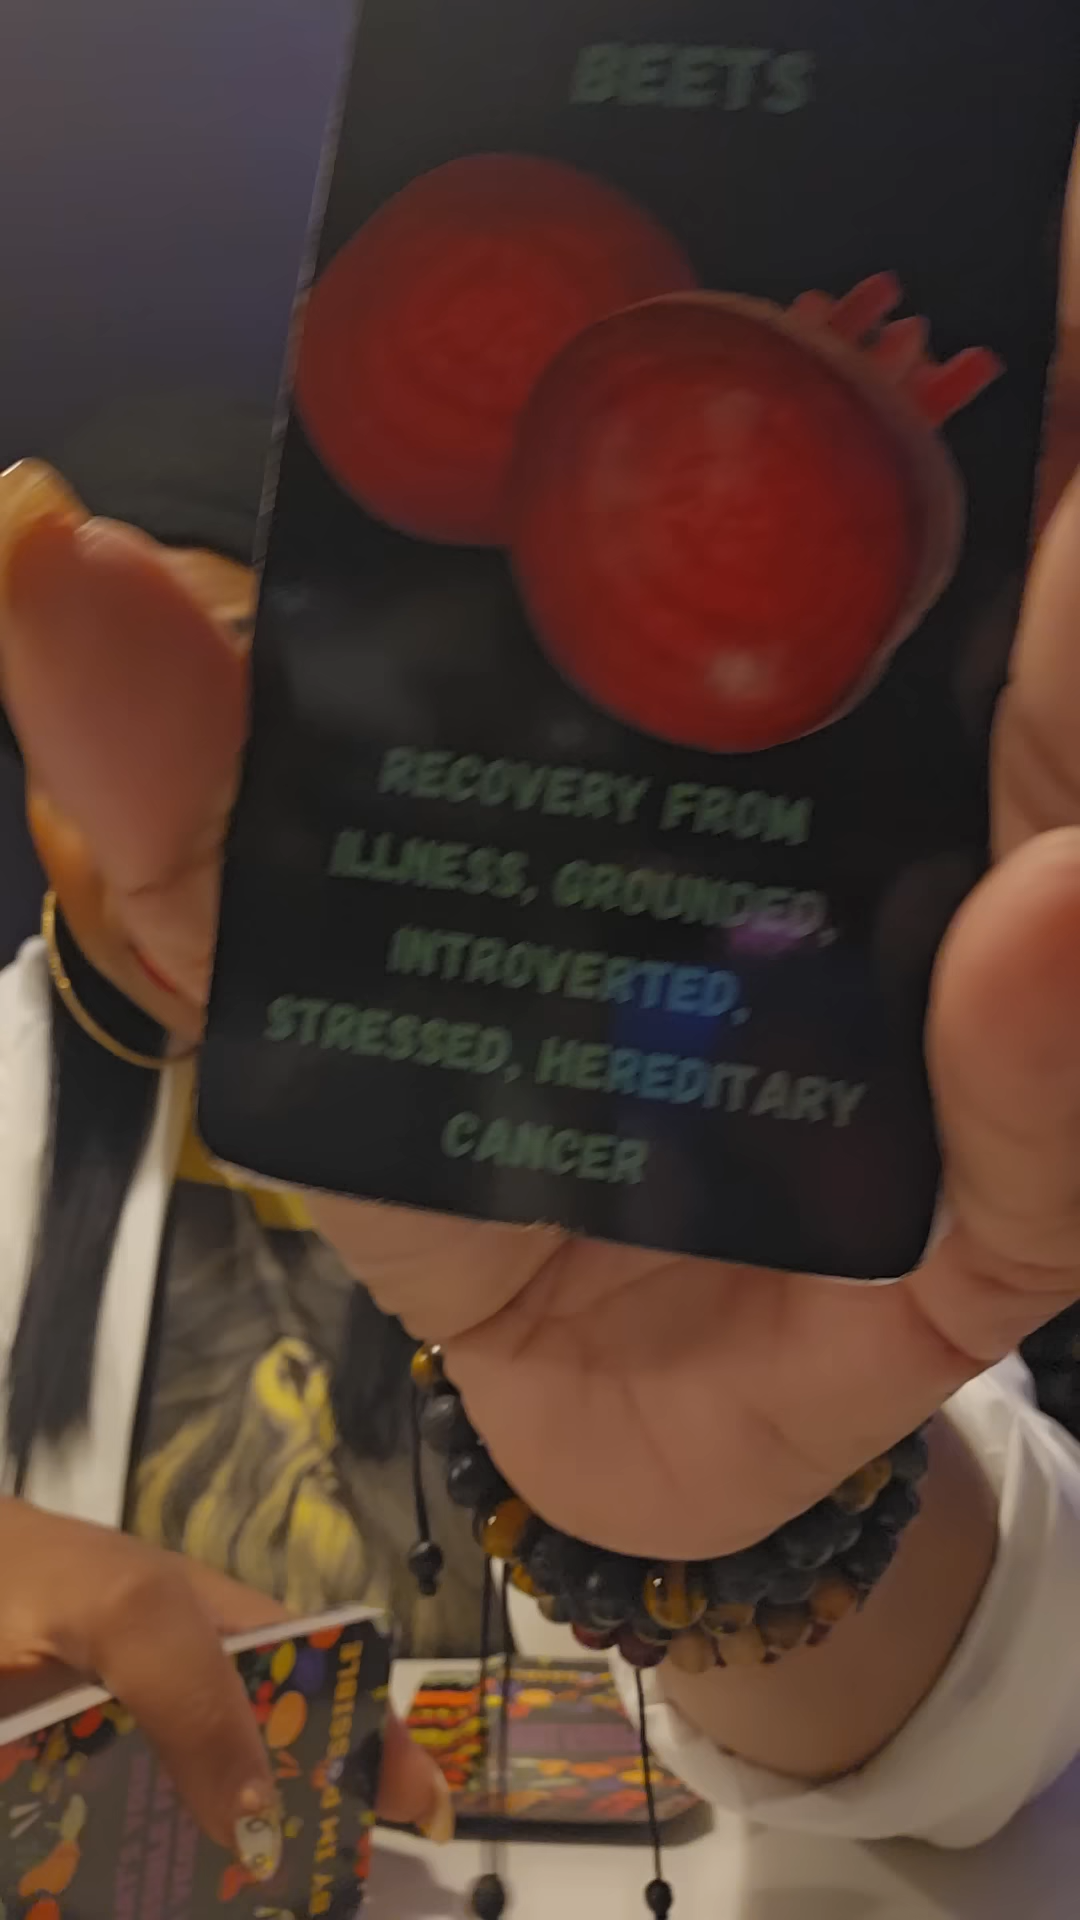 BEETS
RECOVERY FROM
ILLNESS, GROUNDED,
INTROVERTED,
STRESSED, HEREDITARY
CANCER